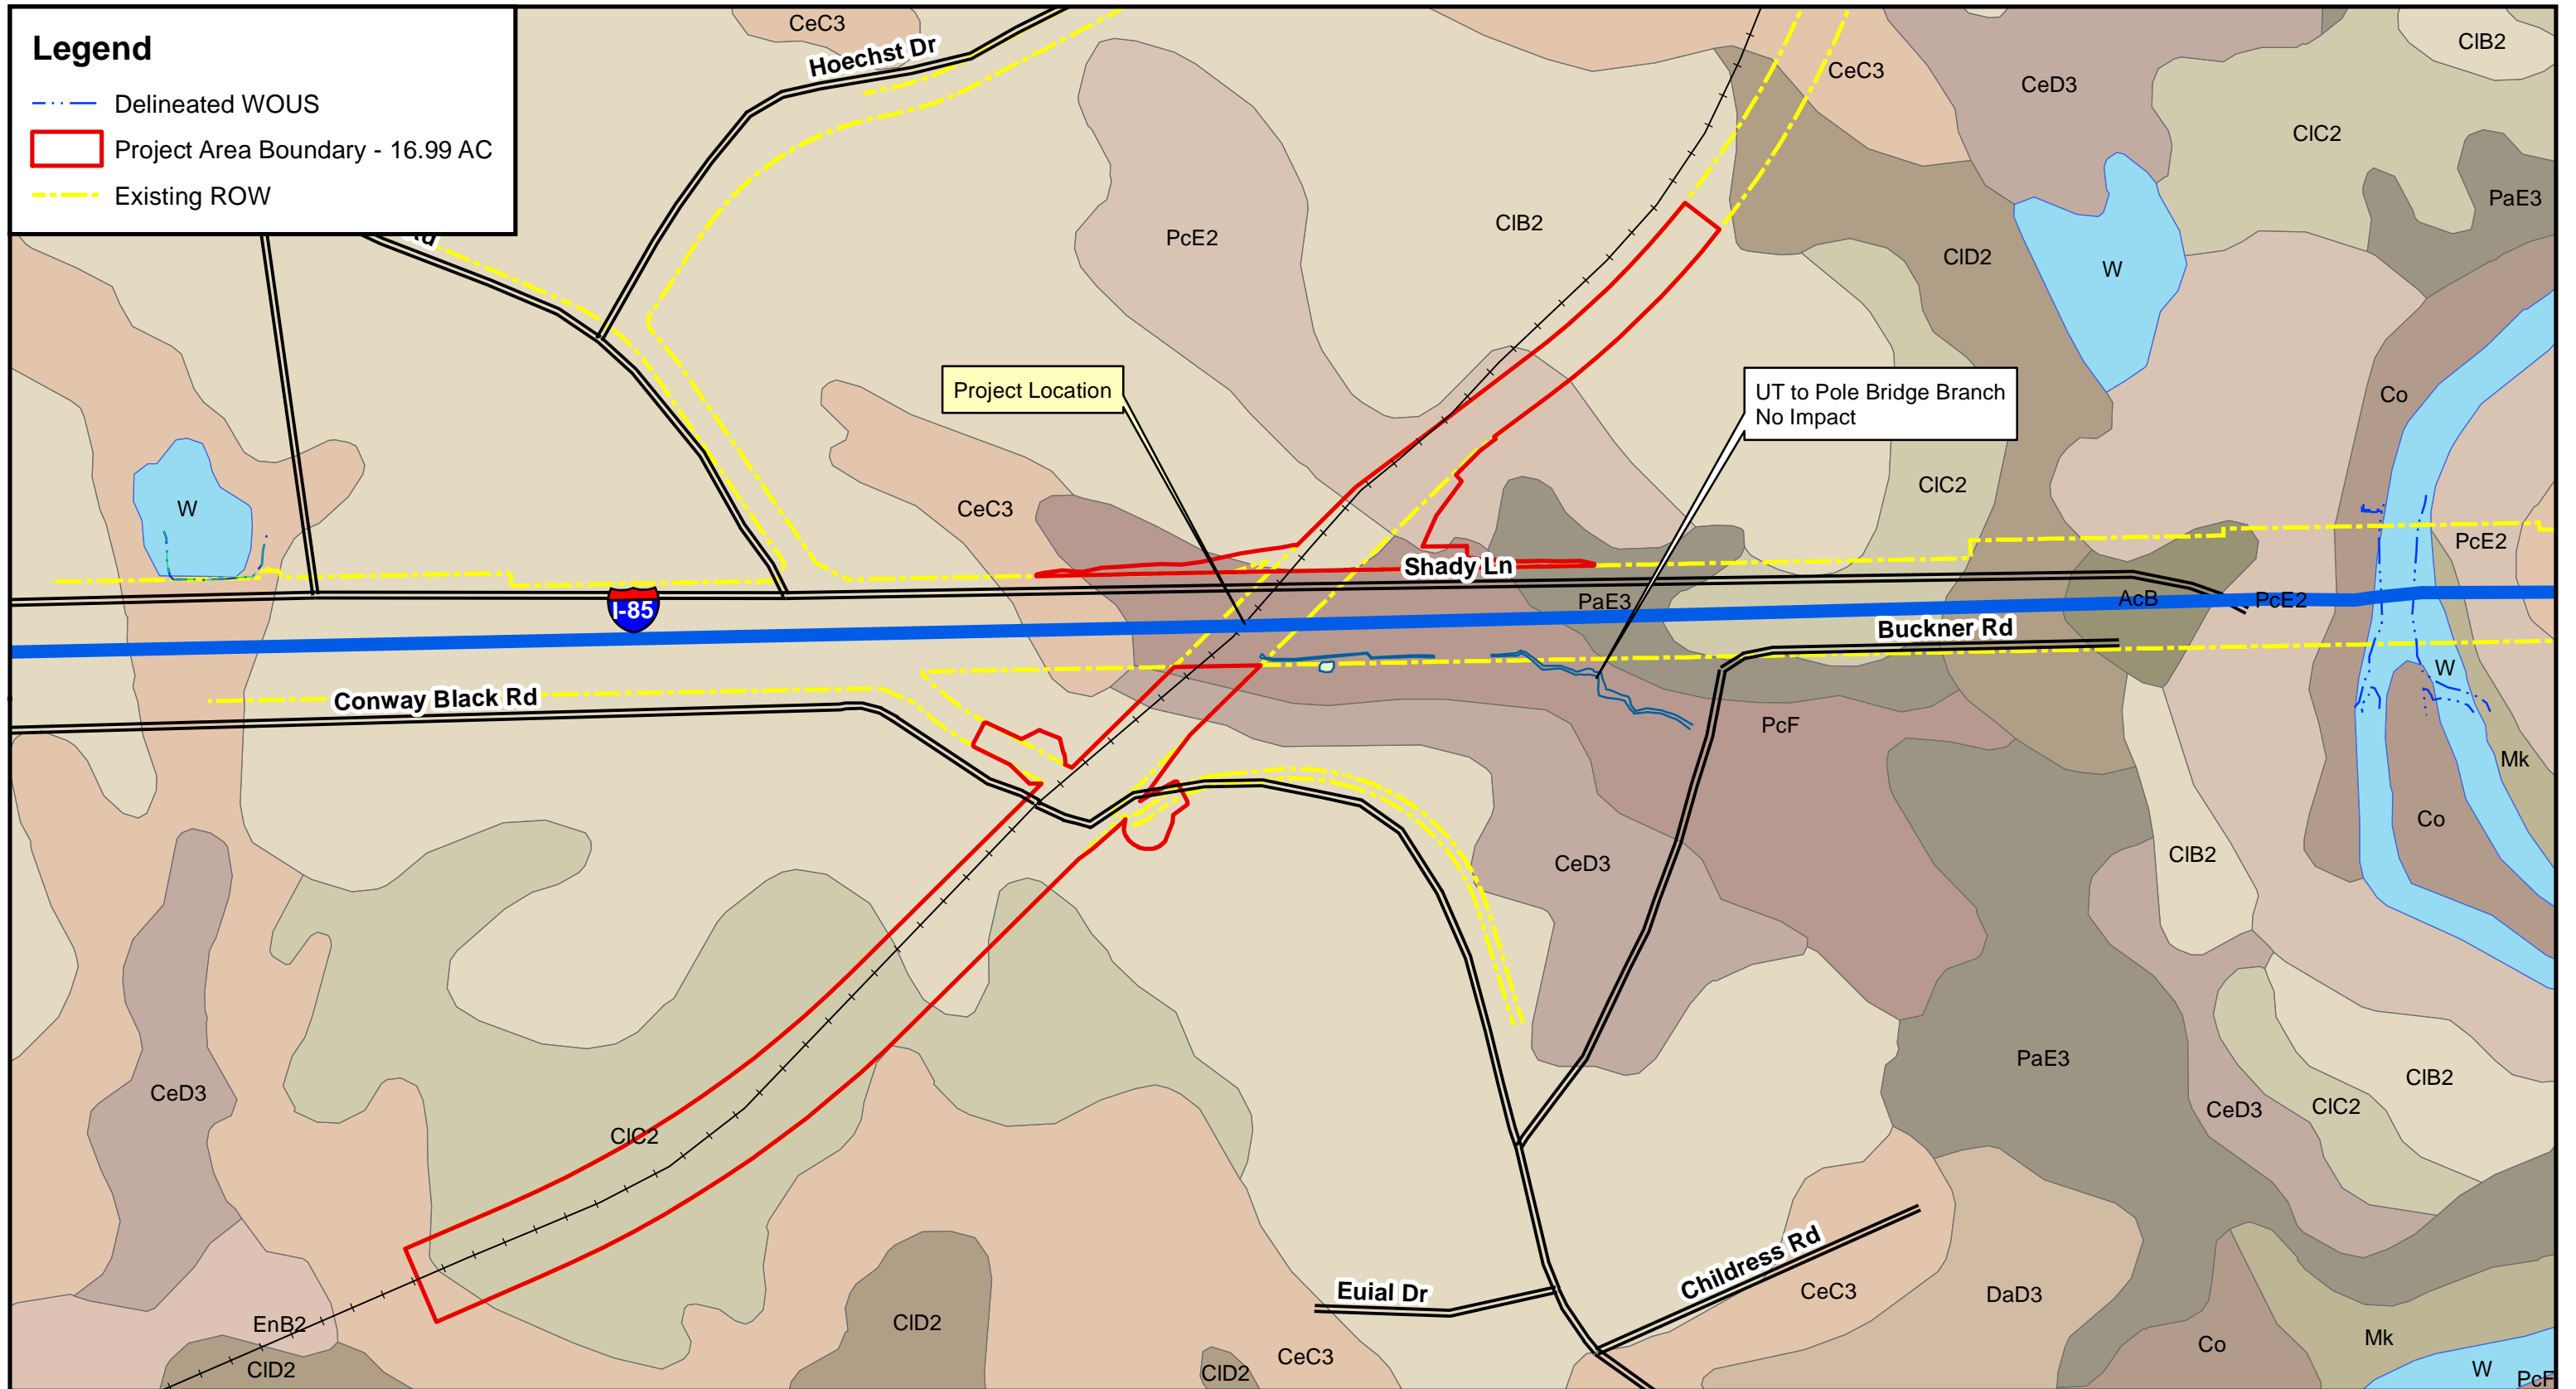 Legend
Delineated WOUS
Project Area Boundary - 16.99 AC
Existing ROW
CeC3
Hoechst Dr
ClB2
CeC3
CeD3
ClC2
PaE3
Rd
PcE2
ClB2
ClD2
W
Project Location
UT to Pole Bridge Branch
No Impact
Co
W
CeC3
ClC2
PcE2
Shady Ln
I-85
PaE3
AcB
PcE2
Buckner Rd
W
Conway Black Rd
PcF
Mk
Co
ClB2
CeD3
PaE3
ClB2
CeD3
CeD3
ClC2
ClC2
Childress Rd
Euial Dr
CeC3
DaD3
EnB2
ClD2
Co
Mk
ClD2
ClD2
CeC3
W
PcF